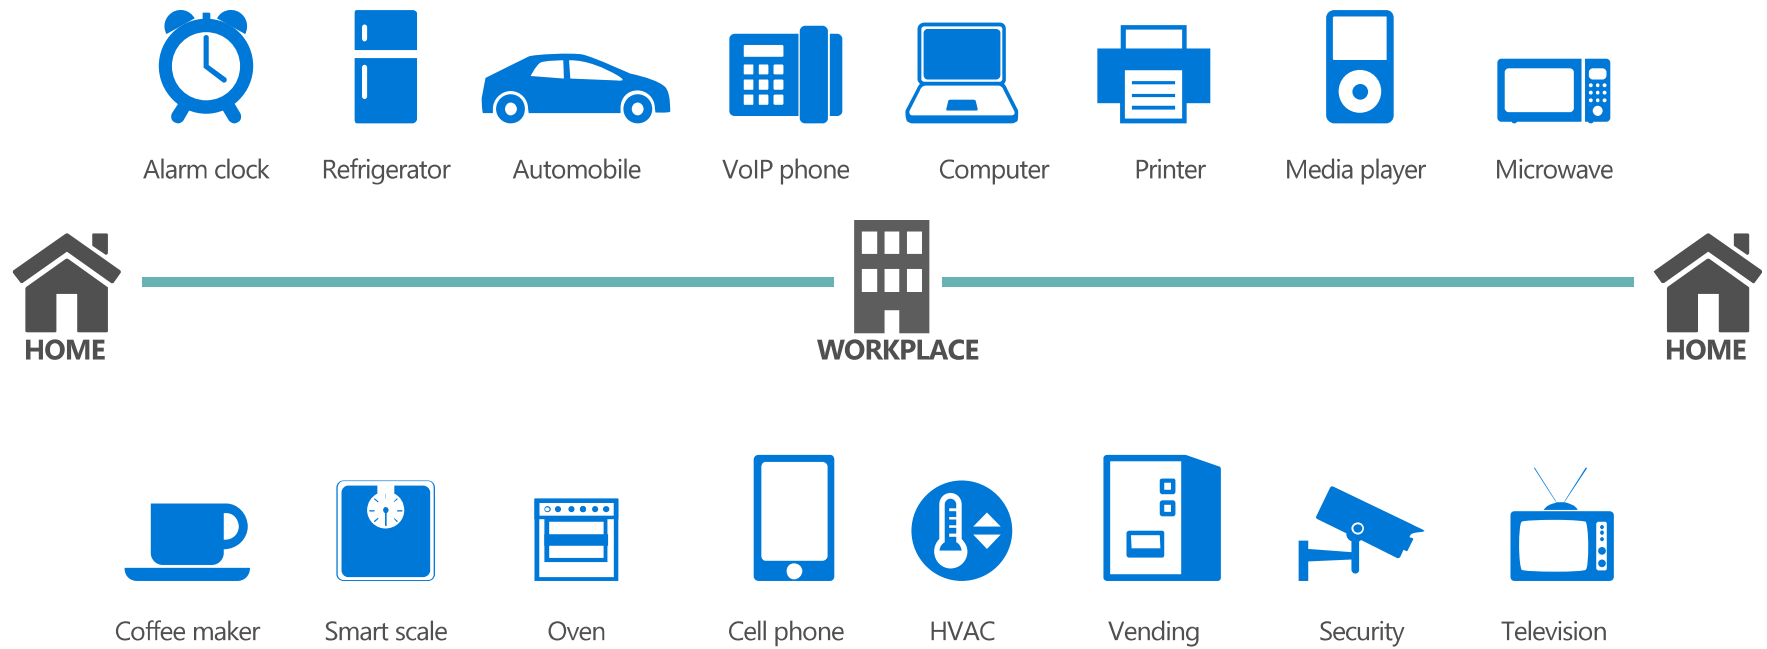 Alarm clock
Refrigerator
Automobile
VoIP phone
Computer
Printer
Media player
Microwave
HOME
WORKPLACE
HOME
Coffee maker
Smart scale
Oven
Cell phone
HVAC
Vending
Security
Television